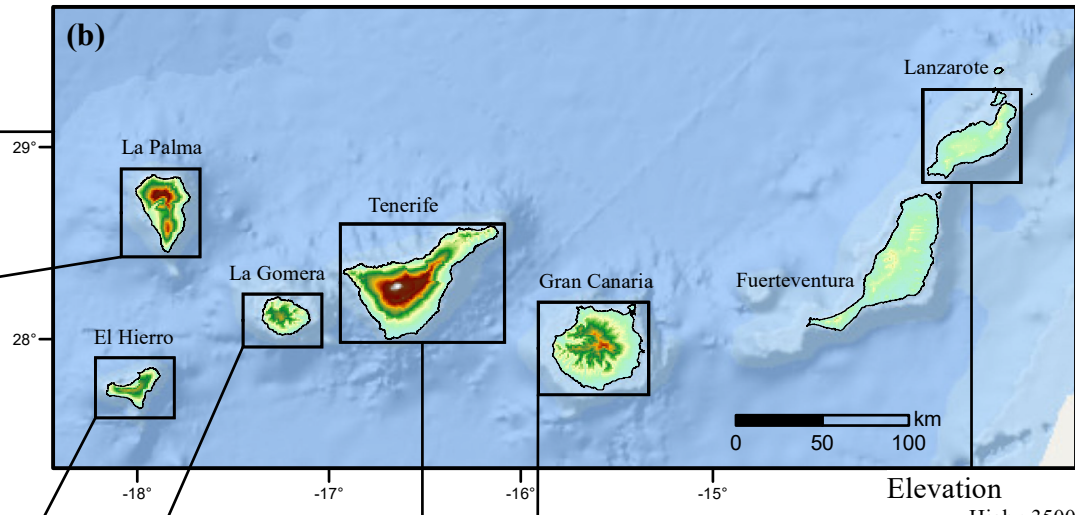 (b)
Lanzarote
29°
La Palma
Tenerife
La Gomera
Gran Canaria
Fuerteventura
28°
El Hierro
km
0 50 100
-18° -17° -16° -15°
Elevation
3500